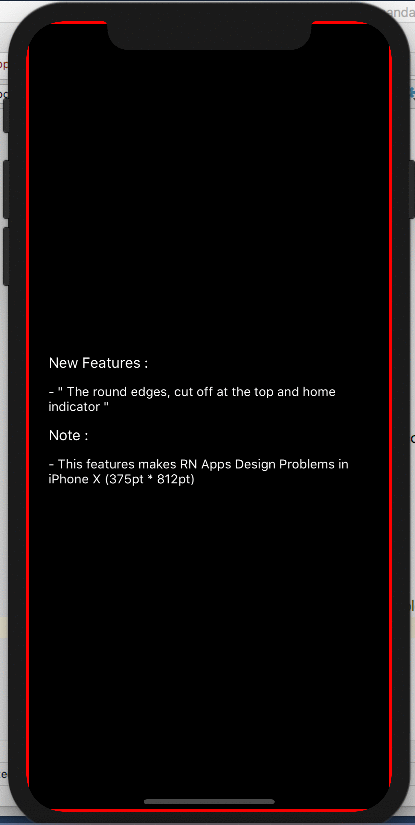 enda
New Features :
- " The round edges, cut off at the top and home
indicator "
Note :
- This features makes RN Apps Design Problems in
iPhone X (375pt * 812pt)